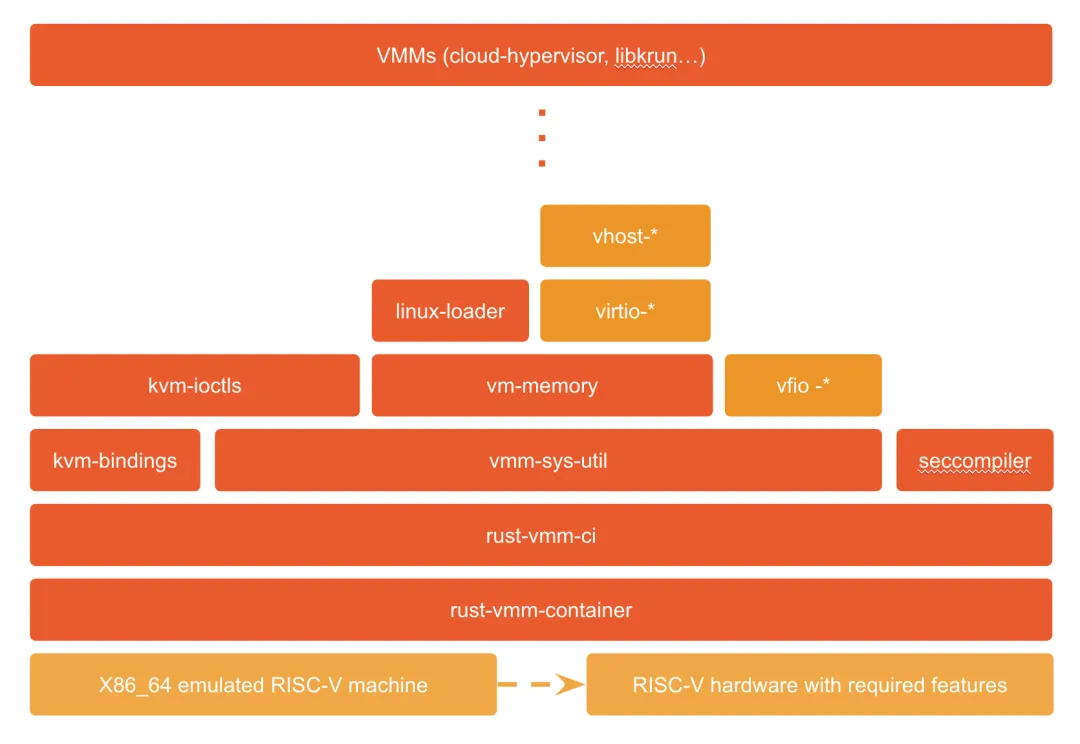 VMMs (cloud-hypervisor, libkrun…)
vhost-*
linux-loader
virtio-*
kvm-ioctls
vm-memory
vfio -*
kvm-bindings
vmm-sys-util
seccompiler
rust-vmm-ci
rust-vmm-container
X86_64 emulated RISC-V machine
RISC-V hardware with required features